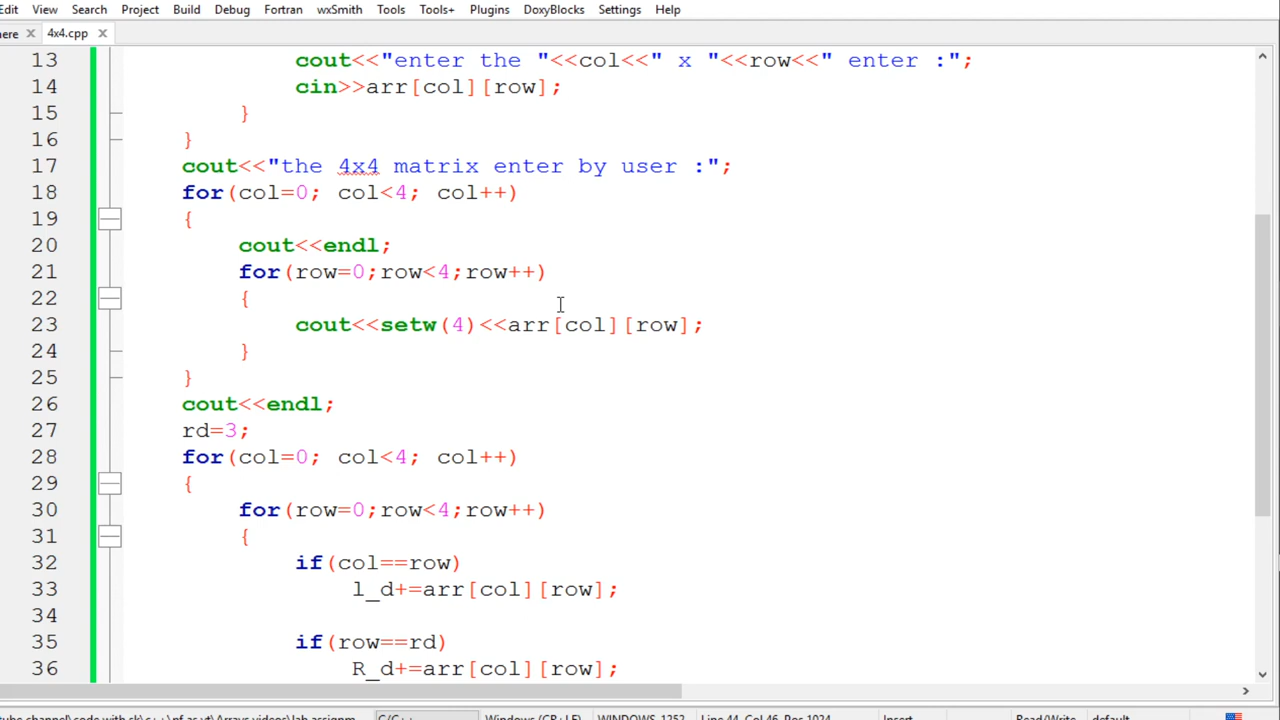 Edit View Search Project Build Debug Fortran wxSmith Tools Tools+ Plugins DoxyBlocks Settings Help
4x4.cpp
13 cout<<"enter the "<<col<<" x "<<row<<" enter :";
14 cin>>arr[col][row];
15 }
16 }
17 cout<<"the 4x4 matrix enter by user :";
18 for(col=0; col<4; col++)
19 {
20 cout<<endl;
21 for(row=0;row<4;row++)
22 {
23 cout<<setw(4)<<arr[col][row];
24 }
25 }
26 cout<<endl;
27 rd=3;
28 for(col=0; col<4; col++)
29 {
30 for(row=0;row<4;row++)
31 {
32 if(col==row)
33 l_d+=arr[col][row];
34
35 if(row==rd)
36 R_d+=arr[col][row];
C/C++ Windows (CR+LF) WINDOWS-1252 Line 44, Col 46, Pos 1024 Insert Read/Write default